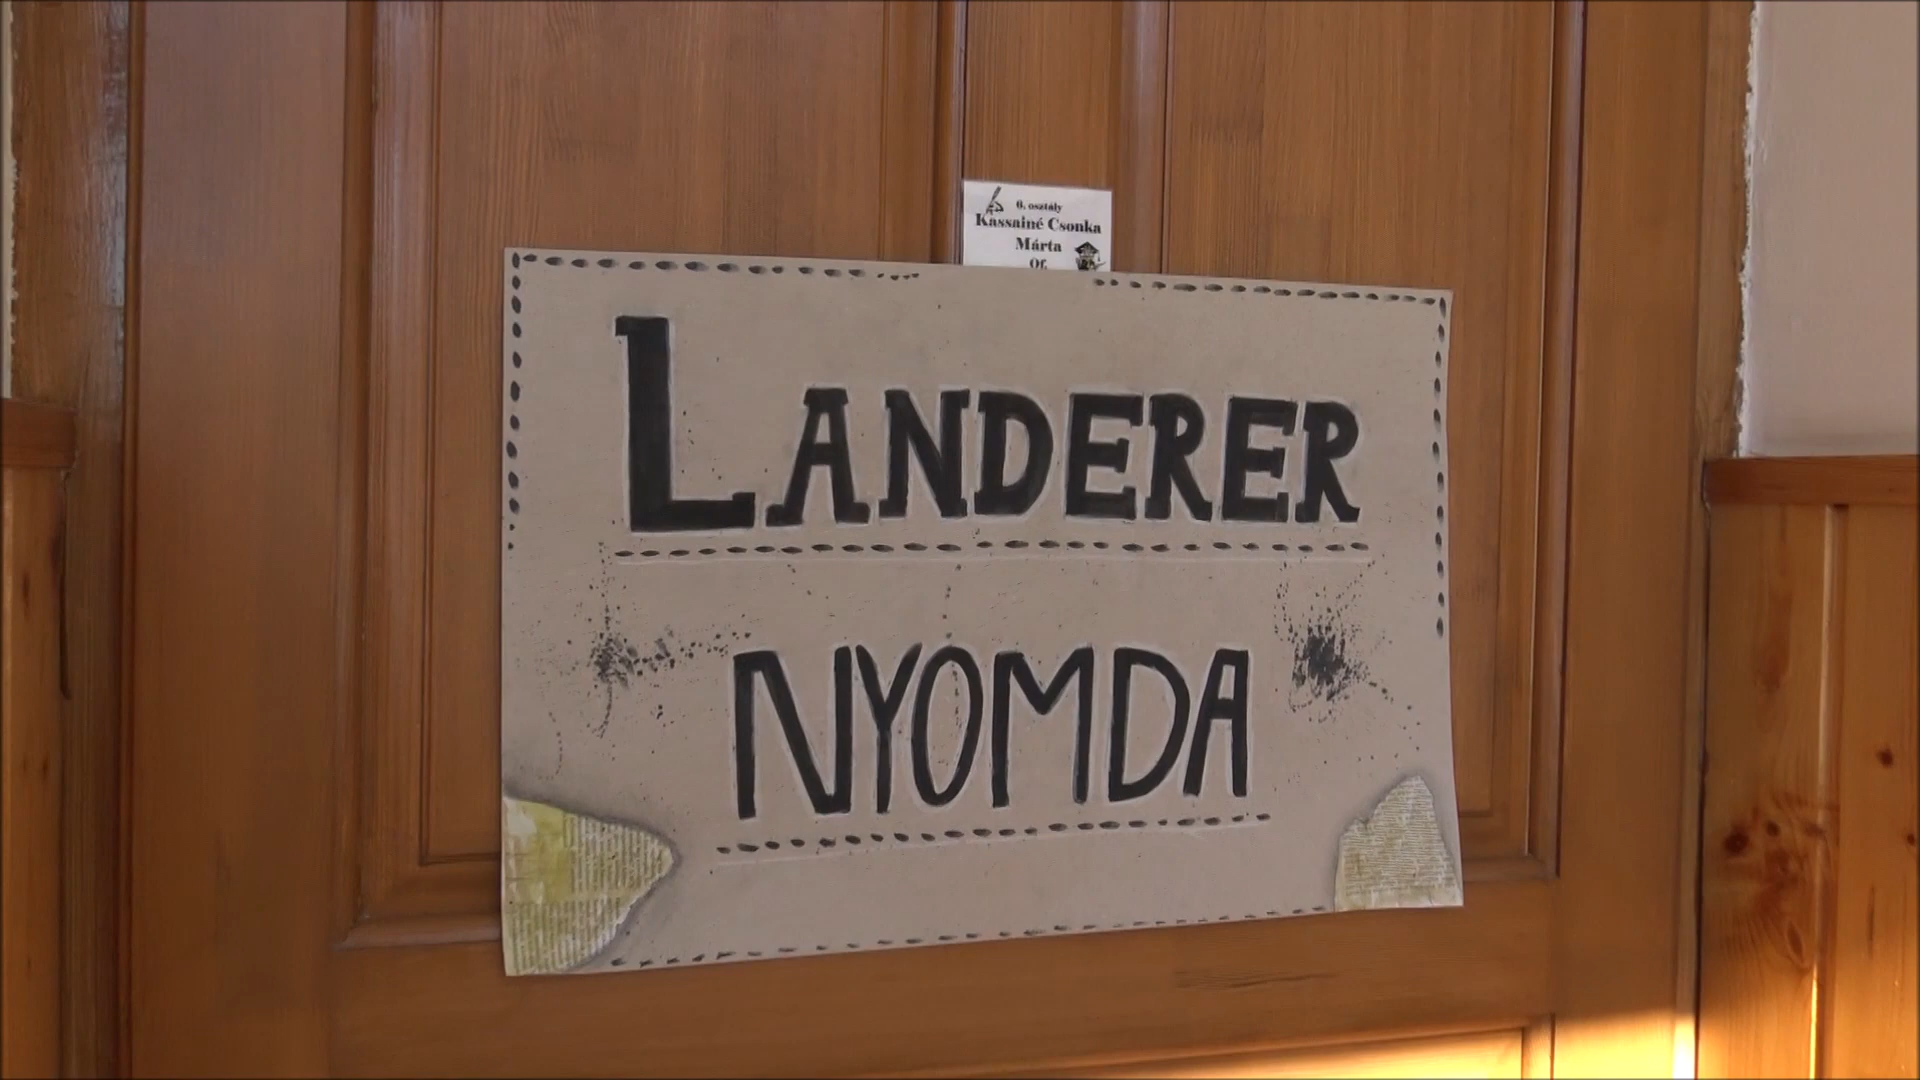 6. osztály
Kassainé Csonka
Márta
Of.
LANDERER
NYOMDA